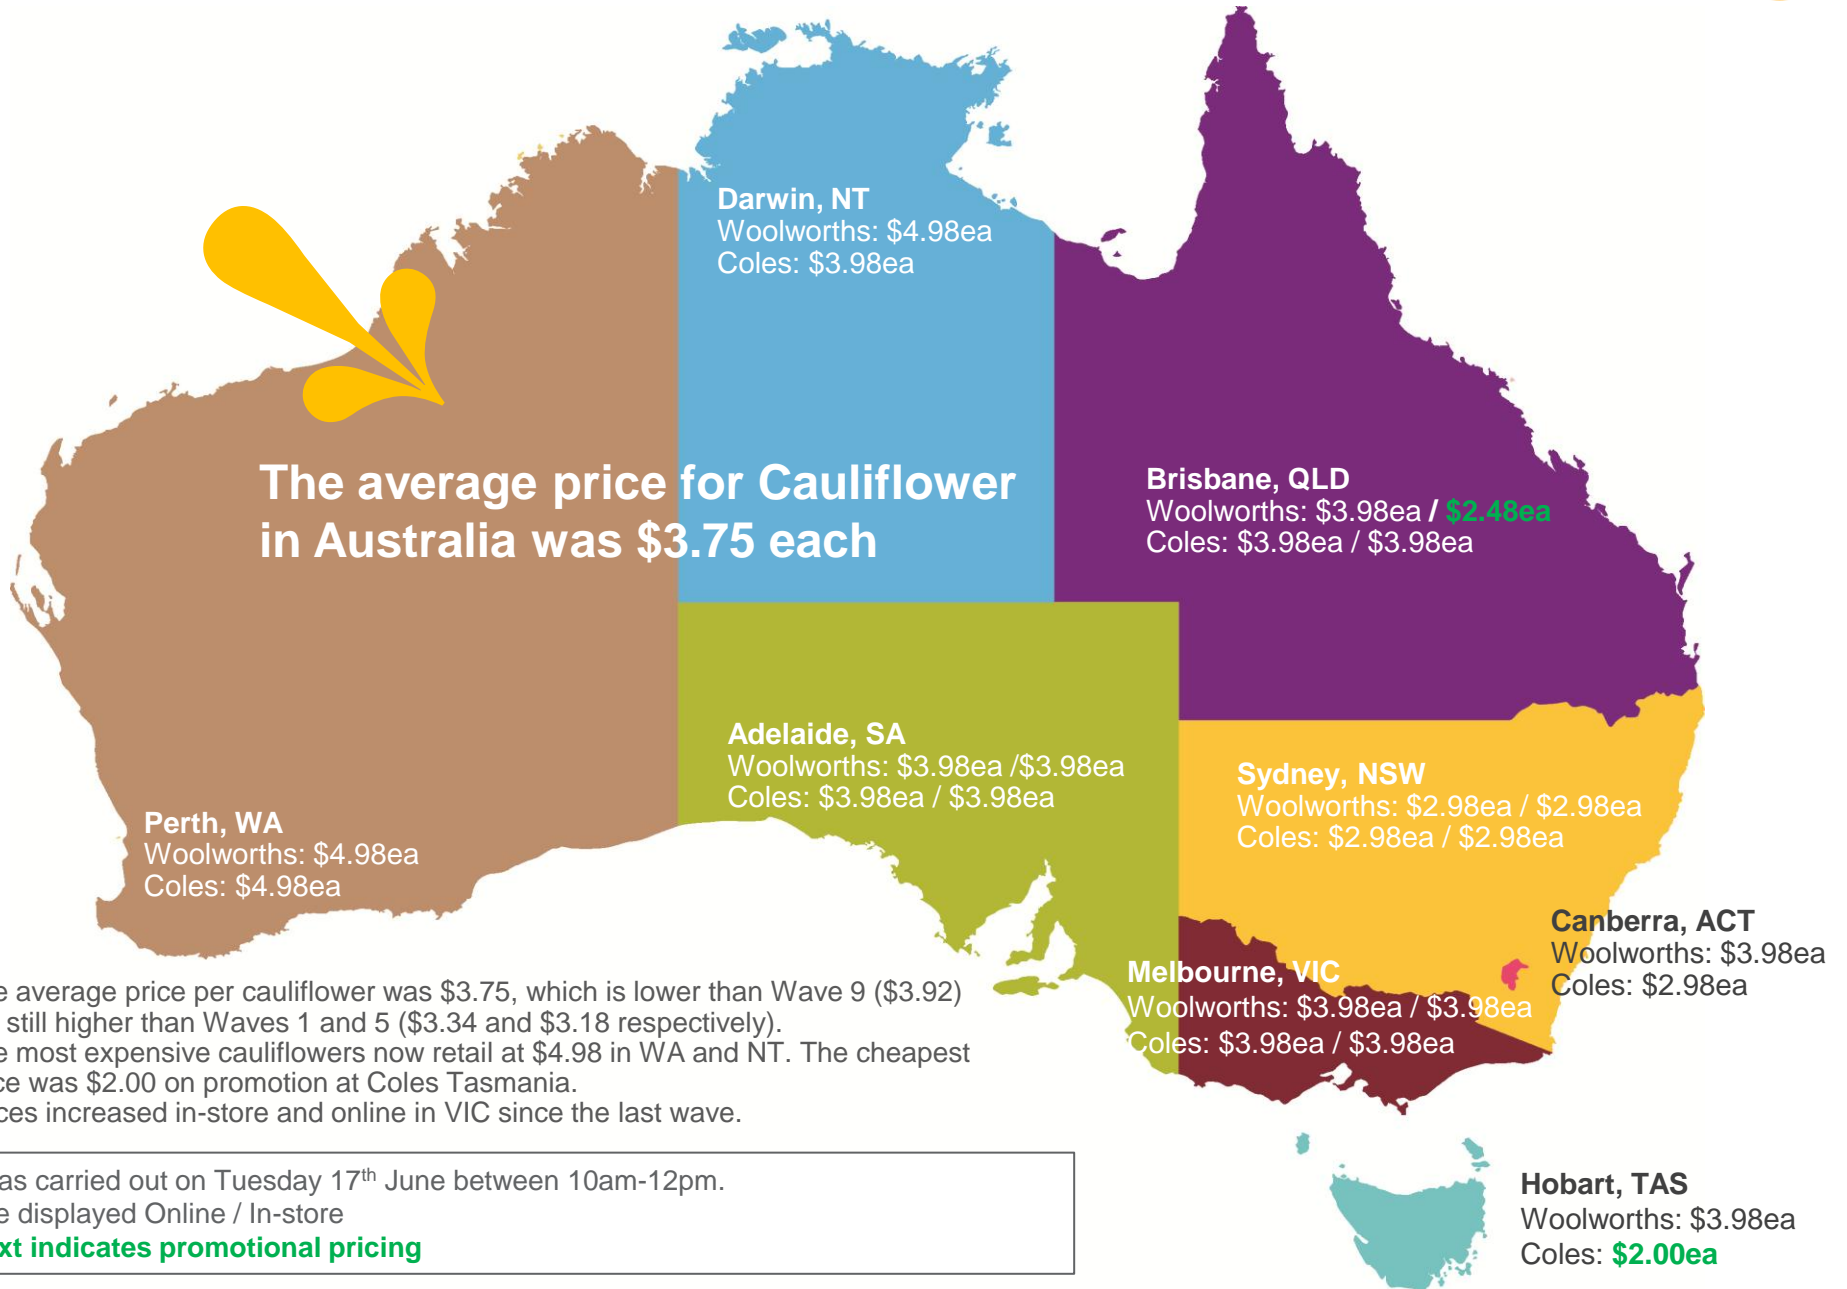 Darwin, NT
Woolworths: $4.98ea
Coles: $3.98ea
The average price for Cauliflower
in Australia was $3.75 each
Brisbane, QLD
Woolworths: $3.98ea / $2.48ea
Coles: $3.98ea / $3.98ea
Adelaide, SA
Woolworths: $3.98ea /$3.98ea
Coles: $3.98ea / $3.98ea
Sydney, NSW
Woolworths: $2.98ea / $2.98ea
Coles: $2.98ea / $2.98ea
Perth, WA
Woolworths: $4.98ea
Coles: $4.98ea
Canberra, ACT
Woolworths: $3.98ea
Coles: $2.98ea
Melbourne, VIC
Woolworths: $3.98ea / $3.98ea
Coles: $3.98ea / $3.98ea
average price per cauliflower was $3.75, which is lower than Wave 9 ($3.92)
still higher than Waves 1 and 5 ($3.34 and $3.18 respectively).
most expensive cauliflowers now retail at $4.98 in WA and NT. The cheapest
was $2.00 on promotion at Coles Tasmania.
increased in-store and online in VIC since the last wave.
carried out on Tuesday 17th June between 10am-12pm.
displayed Online / In-store
indicates promotional pricing
Hobart, TAS
Woolworths: $3.98ea
Coles: $2.00ea